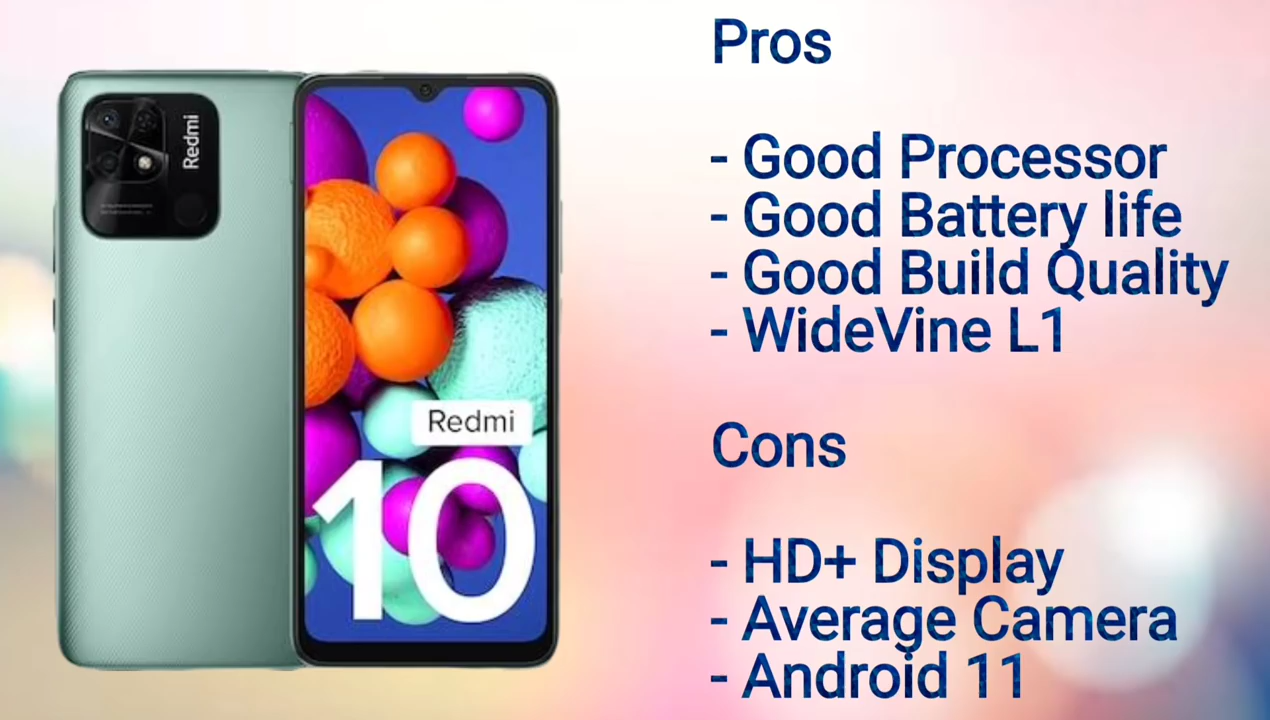 Redmi
Redmi
10
Pros
- Good Processor
- Good Battery life
- Good Build Quality
- WideVine L1
Cons
- HD+ Display
- Average Camera
- Android 11